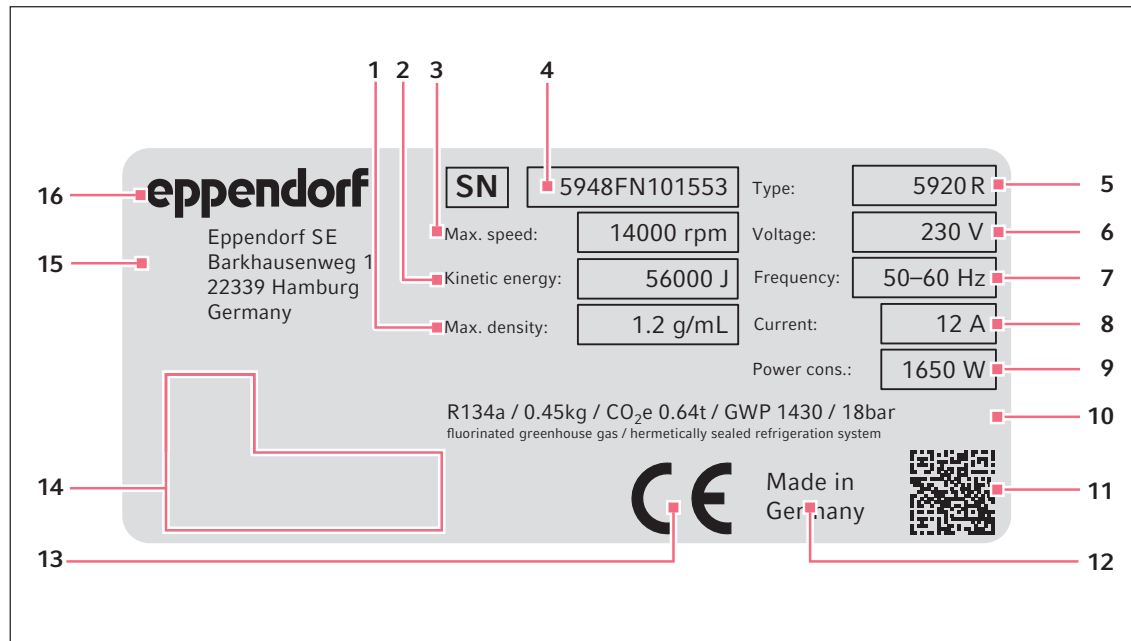 1 2 3 4
16 eppendorf SN 5948FN101553 Type: 5920 R 5
15 Eppendorf SE Max. speed: 14000 rpm Voltage: 230 V 6
Barkhausenweg 1
22339 Hamburg Kinetic energy: 56000 J Frequency: 50–60 Hz 7
Germany
Max. density: 1.2 g/mL Current: 12 A 8
Power cons.: 1650 W 9
R134a / 0.45kg / CO₂e 0.64t / GWP 1430 / 18bar 10
fluorinated greenhouse gas / hermetically sealed refrigeration system
14 CE Made in 11
Germany
13 12